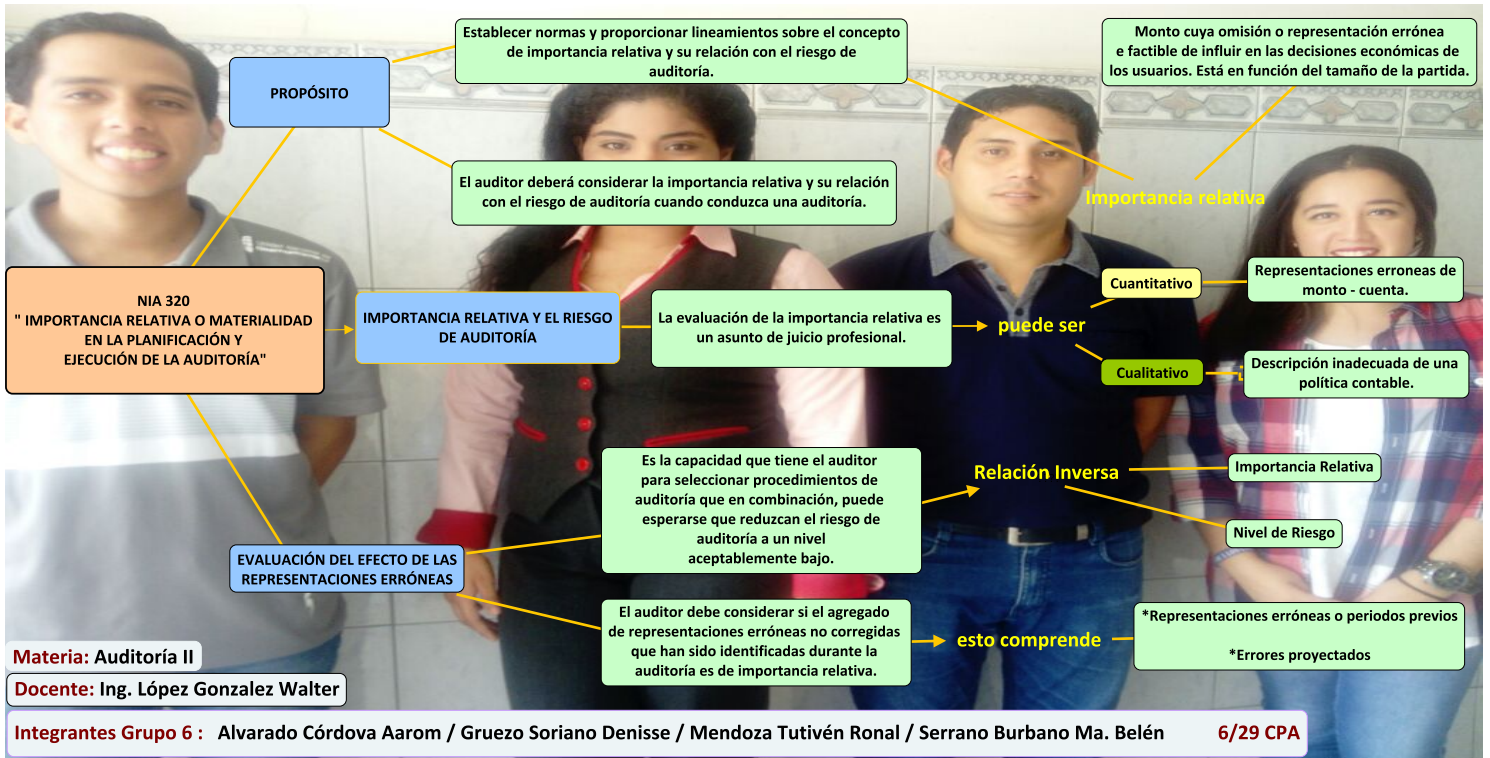 PROPÓSITO
Establecer normas y proporcionar lineamientos sobre el concepto
de importancia relativa y su relación con el riesgo de
auditoría.
Monto cuya omisión o representación errónea
e factible de influir en las decisiones económicas de
los usuarios. Está en función del tamaño de la partida.
El auditor deberá considerar la importancia relativa y su relación
con el riesgo de auditoría cuando conduzca una auditoría.
Importancia relativa
NIA 320
" IMPORTANCIA RELATIVA O MATERIALIDAD
EN LA PLANIFICACIÓN Y
EJECUCIÓN DE LA AUDITORÍA"
IMPORTANCIA RELATIVA Y EL RIESGO
DE AUDITORÍA
La evaluación de la importancia relativa es
un asunto de juicio profesional.
puede ser
Cuantitativo
Representaciones erroneas de
monto - cuenta.
Cualitativo
Descripción inadecuada de una
política contable.
EVALUACIÓN DEL EFECTO DE LAS
REPRESENTACIONES ERRÓNEAS
Es la capacidad que tiene el auditor
para seleccionar procedimientos de
auditoría que en combinación, puede
esperarse que reduzcan el riesgo de
auditoría a un nivel
aceptablemente bajo.
Relación Inversa
Importancia Relativa
Nivel de Riesgo
El auditor debe considerar si el agregado
de representaciones erróneas no corregidas
que han sido identificadas durante la
auditoría es de importancia relativa.
esto comprende
*Representaciones erróneas o periodos previos
*Errores proyectados
Materia: Auditoría II
Docente: Ing. López Gonzalez Walter
Integrantes Grupo 6 : Alvarado Córdova Aarom / Gruezo Soriano Denisse / Mendoza Tutivén Ronal / Serrano Burbano Ma. Belén 6/29 CPA